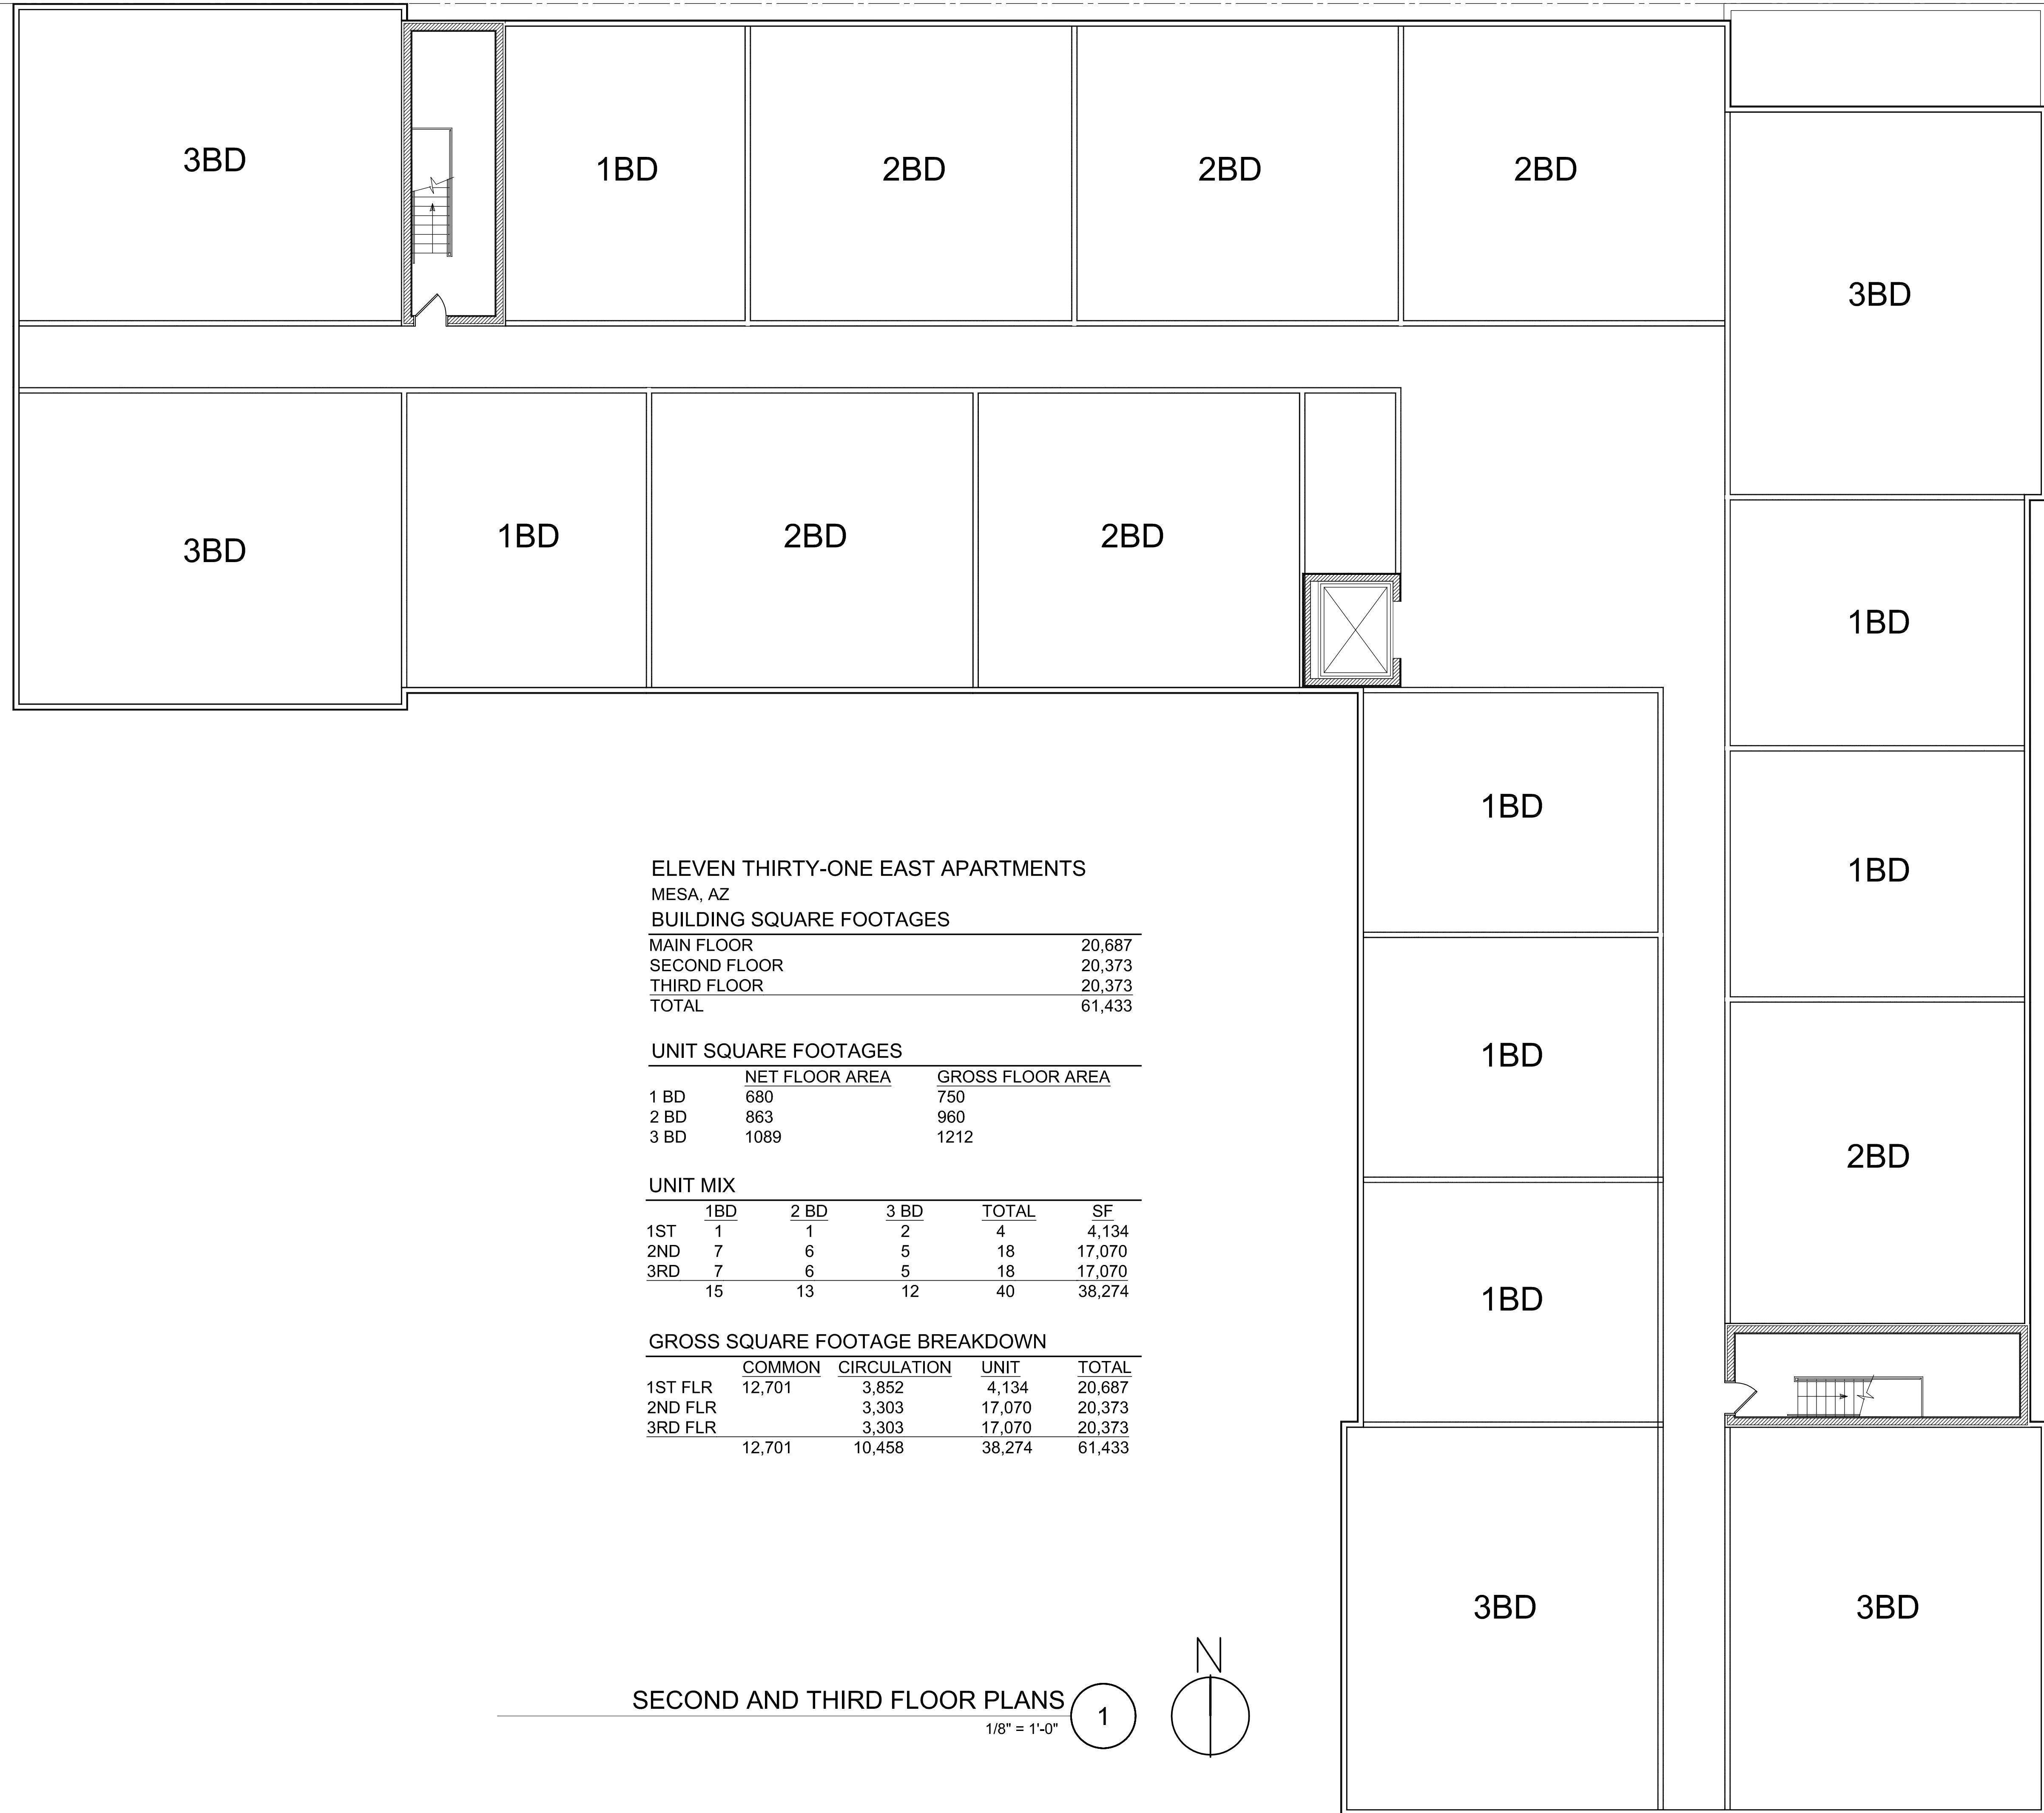 3BD
1BD
2BD
2BD
2BD
3BD
3BD
1BD
2BD
2BD
1BD
1BD
1BD
1BD
2BD
1BD
3BD
3BD
ELEVEN THIRTY-ONE EAST APARTMENTS
MESA, AZ
BUILDING SQUARE FOOTAGES
MAIN FLOOR 20,687
SECOND FLOOR 20,373
THIRD FLOOR 20,373
TOTAL 61,433
UNIT SQUARE FOOTAGES
NET FLOOR AREA GROSS FLOOR AREA
1 BD 680 750
2 BD 863 960
3 BD 1089 1212
UNIT MIX
1BD 2 BD 3 BD TOTAL SF
1ST 1 1 2 4 4,134
2ND 7 6 5 18 17,070
3RD 7 6 5 18 17,070
15 13 12 40 38,274
GROSS SQUARE FOOTAGE BREAKDOWN
COMMON CIRCULATION UNIT TOTAL
1ST FLR 12,701 3,852 4,134 20,687
2ND FLR 3,303 17,070 20,373
3RD FLR 3,303 17,070 20,373
12,701 10,458 38,274 61,433
N
SECOND AND THIRD FLOOR PLANS 1
1/8" = 1'-0"